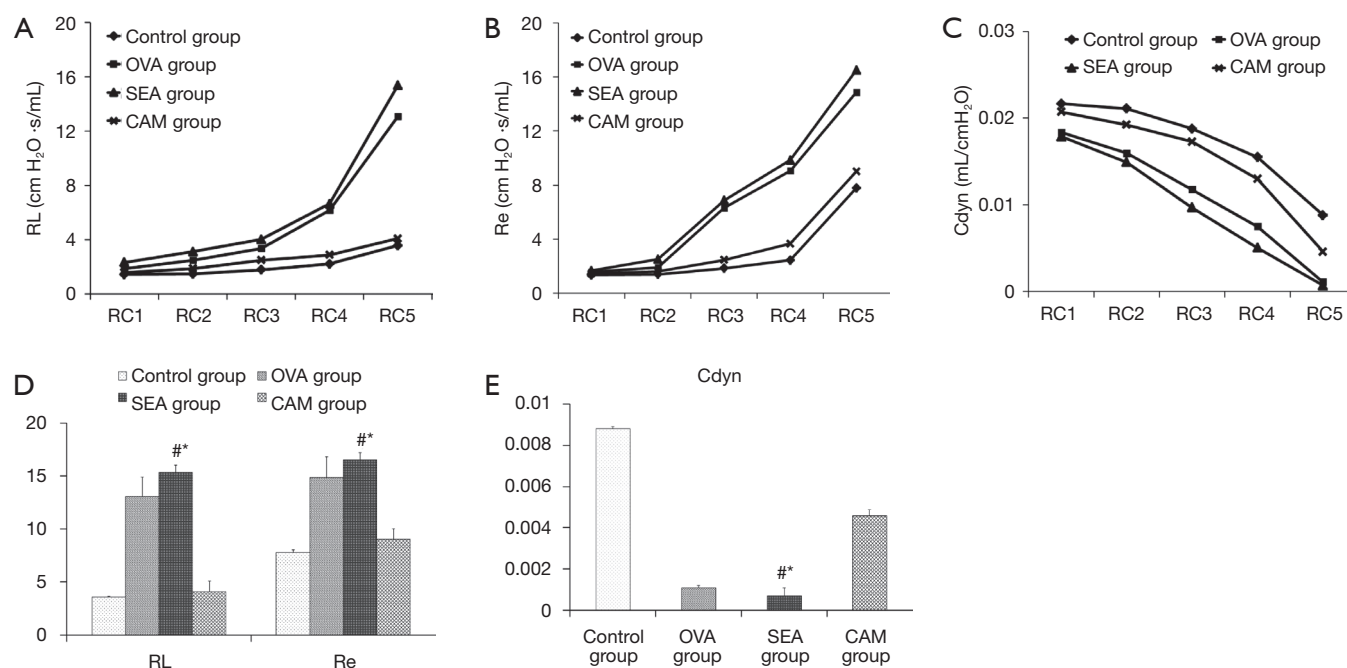 A
RL (cm H₂O ·s/mL)
20
16
12
8
4
0
Control group
OVA group
SEA group
CAM group
RC1 RC2 RC3 RC4 RC5
B
Re (cm H₂O ·s/mL)
20
16
12
8
4
0
Control group
OVA group
SEA group
CAM group
RC1 RC2 RC3 RC4 RC5
C
Cdyn (mL/cmH₂O)
0.03
0.02
0.01
0
Control group OVA group
SEA group CAM group
RC1 RC2 RC3 RC4 RC5
D
Control group OVA group
SEA group CAM group
20
15
10
5
0
#*
#*
RL Re
E
Cdyn
0.01
0.008
0.006
0.004
0.002
0
#*
Control OVA SEA CAM
group group group group